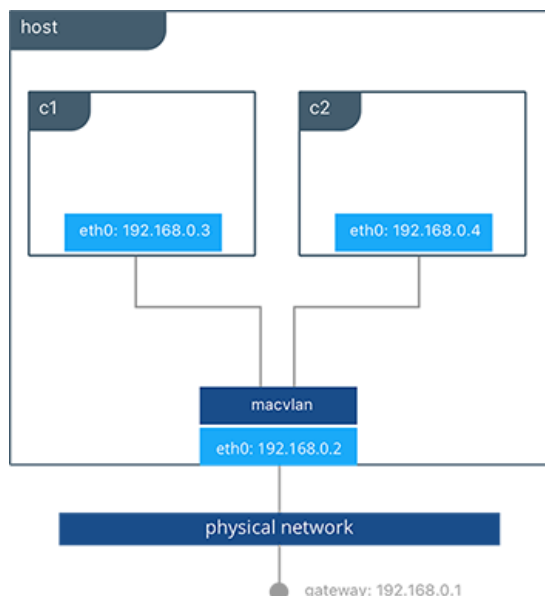 host
c1
c2
eth0: 192.168.0.3
eth0: 192.168.0.4
macvlan
eth0: 192.168.0.2
physical network
gateway: 192.168.0.1